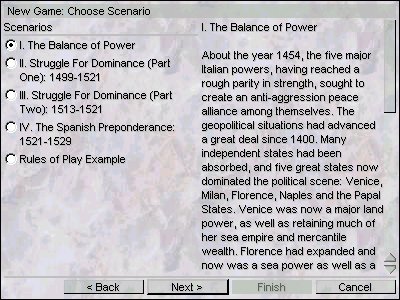 New Game: Choose Scenario
Scenarios
I. The Balance of Power
II. Struggle For Dominance (Part
One): 1499-1521
III. Struggle For Dominance (Part
Two): 1513-1521
IV. The Spanish Preponderance:
1521-1529
Rules of Play Example
I. The Balance of Power
About the year 1454, the five major
Italian powers, having reached a
rough parity in strength, sought to
create an anti-aggression peace
alliance among themselves. The
geopolitical situations had advanced
a great deal since 1400. Many
independent states had been
absorbed, and five great states now
dominated the political scene: Venice,
Milan, Florence, Naples and the Papal
States. Venice was now a major land
power, as well as retaining much of
her sea empire and mercantile
wealth. Florence had expanded and
now was a sea power as well as a
< Back
Next >
Finish
Cancel